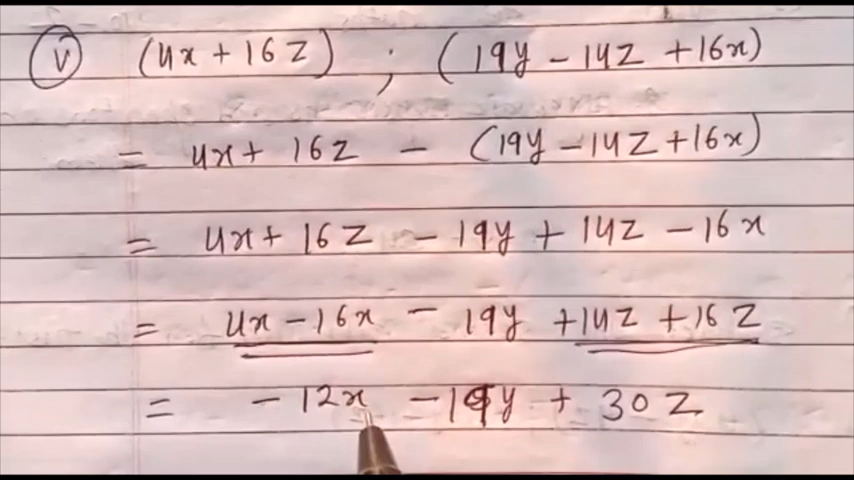 (v) (4x + 16z) ; (19y - 14z + 16x)
= 4x + 16z - (19y - 14z + 16x)
= 4x + 16z - 19y + 14z - 16x
= 4x - 16x - 19y + 14z + 16z
= - 12x - 19y + 30z